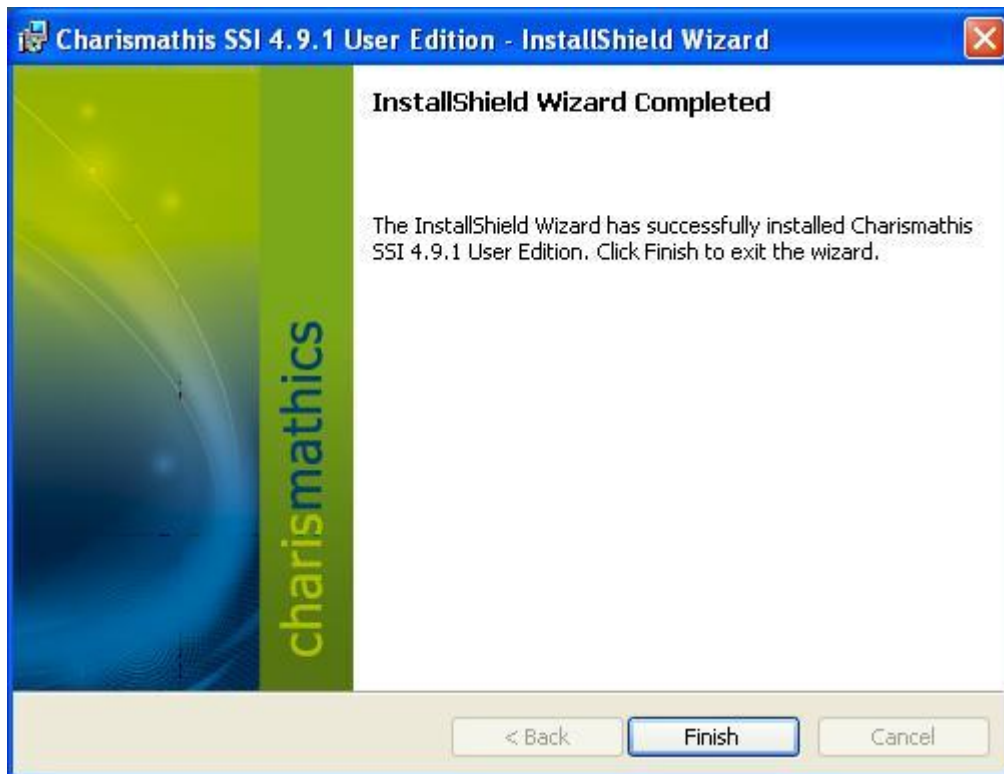 Charismathis SSI 4.9.1 User Edition - InstallShield Wizard
InstallShield Wizard Completed
The InstallShield Wizard has successfully installed Charismathis
SSI 4.9.1 User Edition. Click Finish to exit the wizard.
charismathics
< Back
Finish
Cancel